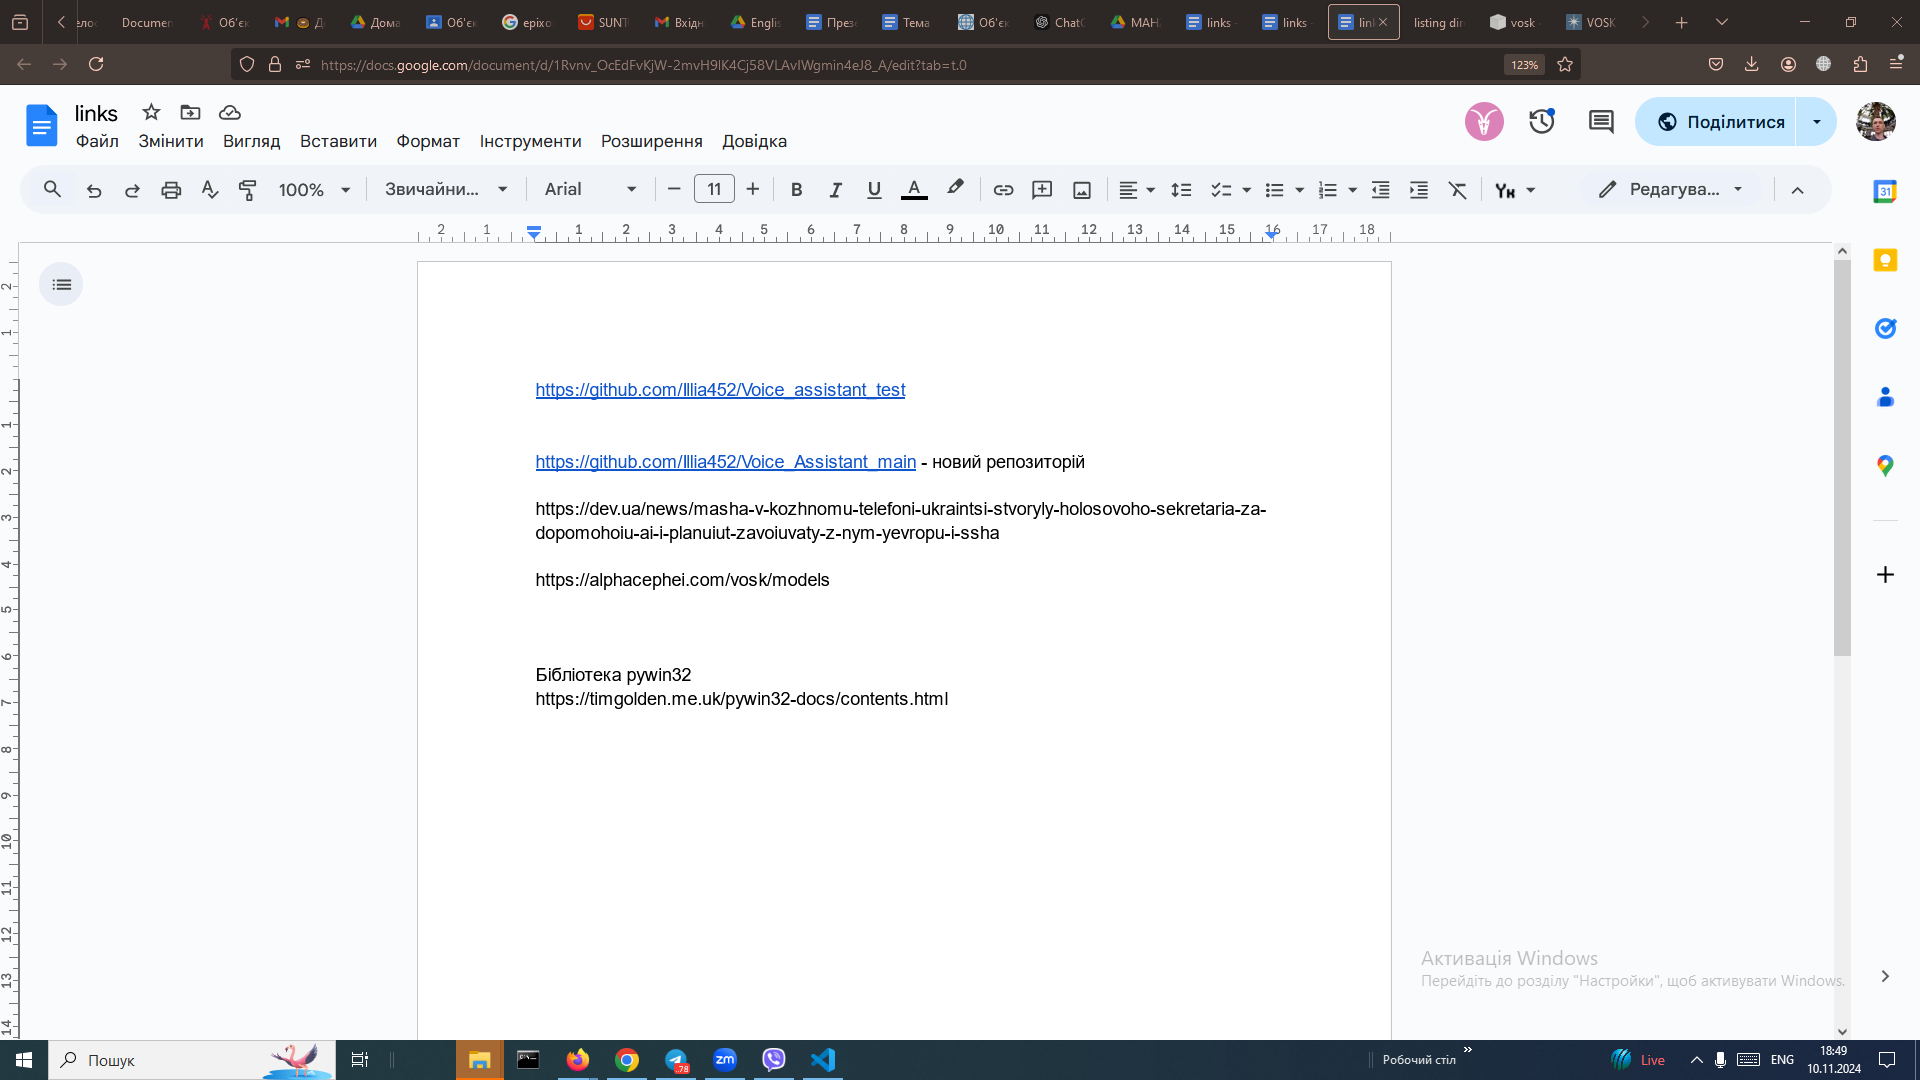 Documen
Об'єк
Дома
Об'єк
epixo
SUNT
Вхідн
Englis
През
Тема
Об'єк
ChatG
МАН
links -
links -
link
listing dir
vosk
VOSK
https://docs.google.com/document/d/1Rvnv_OcEdFvKjW-2mvH9lK4Cj58VLAvIWgmin4eJ8_A/edit?tab=t.0
123%
links
Поділитися
Файл Змінити Вигляд Вставити Формат Інструменти Розширення Довідка
100% Звичайни... Arial 11 Редагува...
2 1 1 2 3 4 5 6 7 8 9 10 11 12 13 14 15 16 17 18
https://github.com/Illia452/Voice_assistant_test
https://github.com/Illia452/Voice_Assistant_main - новий репозиторій
https://dev.ua/news/masha-v-kozhnomu-telefoni-ukraintsi-stvoryly-holosovoho-sekretaria-za-
dopomohoiu-ai-i-planuiut-zavoiuvaty-z-nym-yevropu-i-ssha
https://alphacephei.com/vosk/models
Бібліотека pywin32
https://timgolden.me.uk/pywin32-docs/contents.html
Активація Windows
Перейдіть до розділу "Настройки", щоб активувати Windows.
Пошук
Робочий стіл
Live
ENG
18:49
10.11.2024